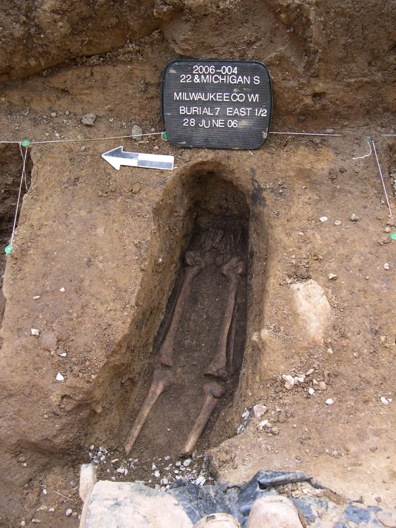 2006-004
22 & MICHIGAN S
MILWAUKEE CO WI
BURIAL 7 EAST 1/2
28 JUNE 06